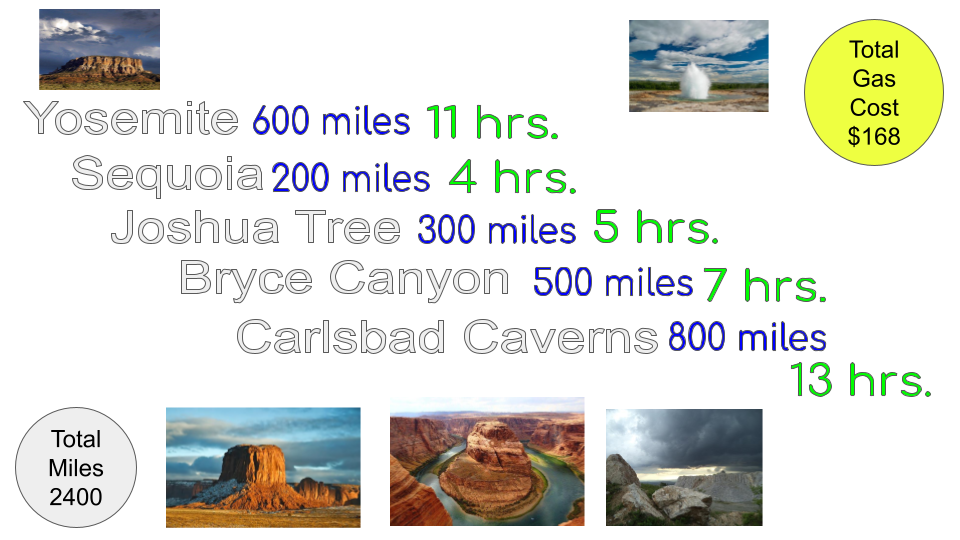 Total
Gas
Cost
$168
Yosemite 600 miles 11 hrs.
Sequoia 200 miles 4 hrs.
Joshua Tree 300 miles 5 hrs.
Bryce Canyon 500 miles 7 hrs.
Carlsbad Caverns 800 miles
13 hrs.
Total
Miles
2400